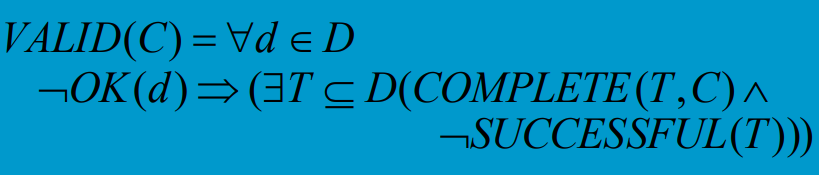 VALID(C) = ∀d ∈ D
¬OK(d) ⇒ (∃T ⊆ D(COMPLETE(T,C) ∧
¬SUCCESSFUL(T)))